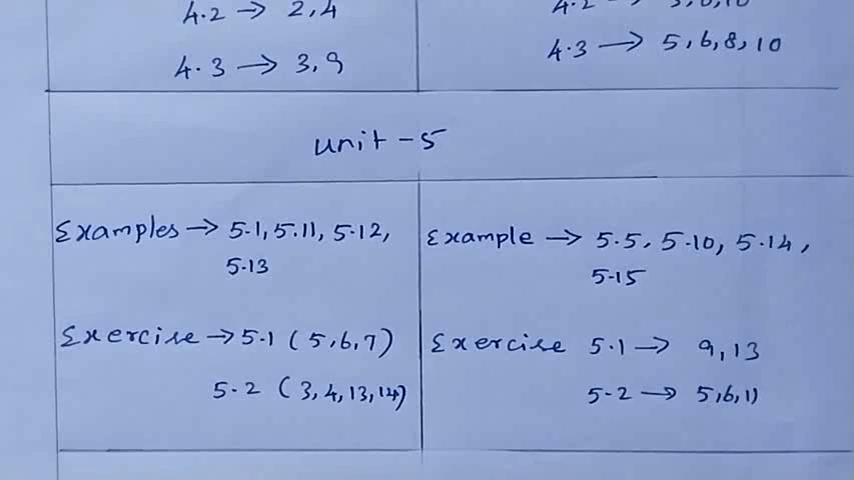 4.2 → 2,4
4.3 → 3,9
4.3 → 5,6,8,10
unit - 5
Examples → 5.1, 5.11, 5.12,
5.13
Exercise → 5.1 (5,6,7)
5.2 (3,4,13,14)
Example → 5.5, 5.10, 5.14,
5.15
Exercise 5.1 → 9,13
5.2 → 5,6,11